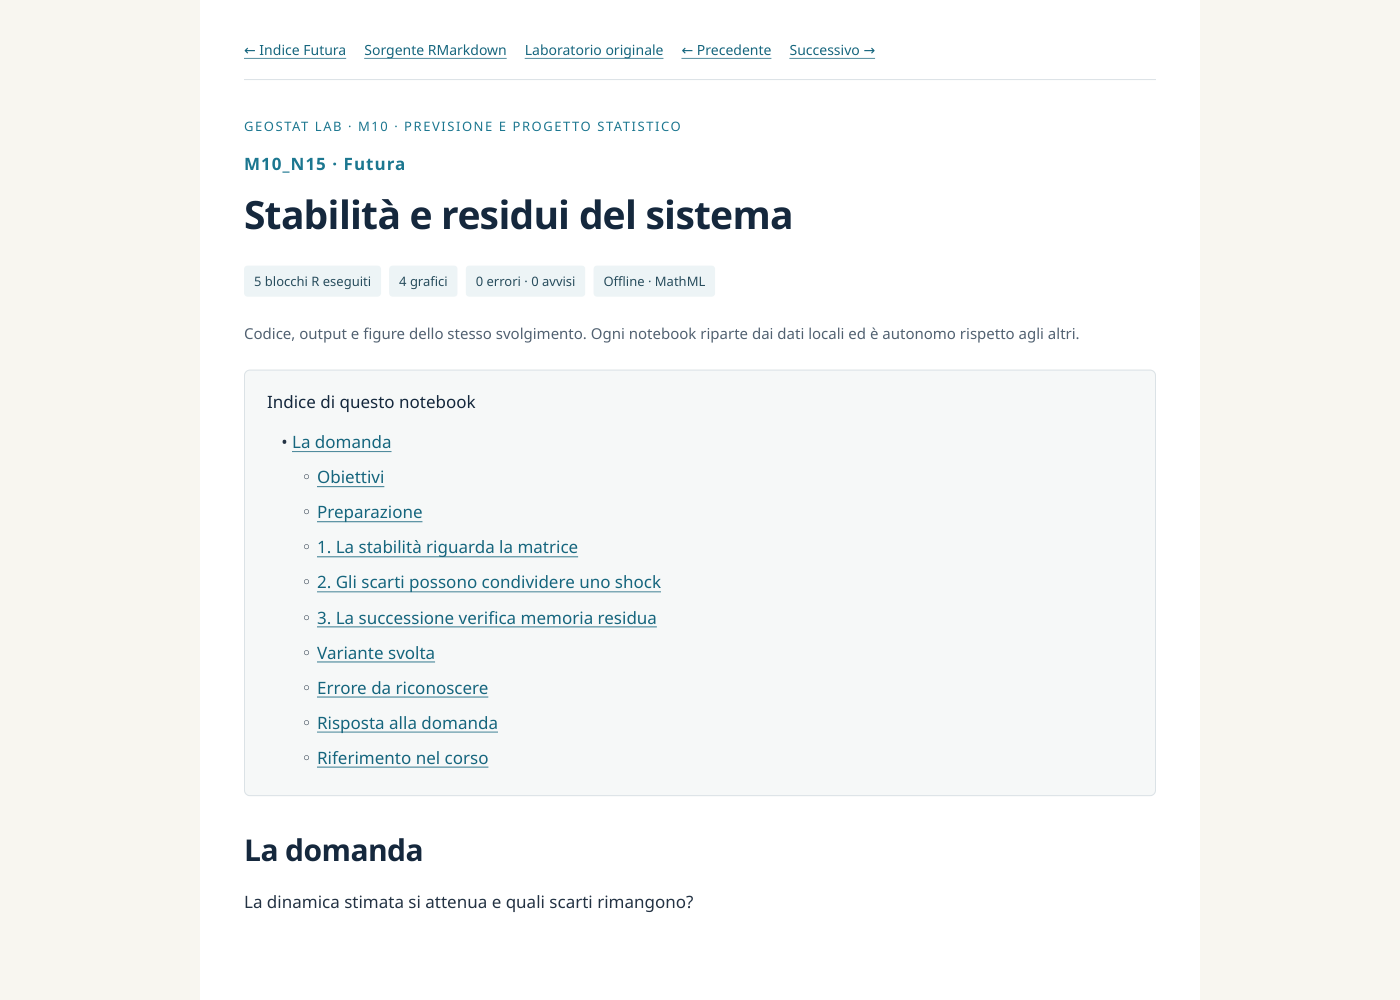 ← Indice Futura Sorgente RMarkdown Laboratorio originale ← Precedente Successivo →
GEOSTAT LAB · M10 · PREVISIONE E PROGETTO STATISTICO
M10_N15 · Futura
Stabilità e residui del sistema
5 blocchi R eseguiti 4 grafici 0 errori · 0 avvisi Offline · MathML
Codice, output e figure dello stesso svolgimento. Ogni notebook riparte dai dati locali ed è autonomo rispetto agli altri.
Indice di questo notebook
• La domanda
◦ Obiettivi
◦ Preparazione
◦ 1. La stabilità riguarda la matrice
◦ 2. Gli scarti possono condividere uno shock
◦ 3. La successione verifica memoria residua
◦ Variante svolta
◦ Errore da riconoscere
◦ Risposta alla domanda
◦ Riferimento nel corso
La domanda
La dinamica stimata si attenua e quali scarti rimangono?